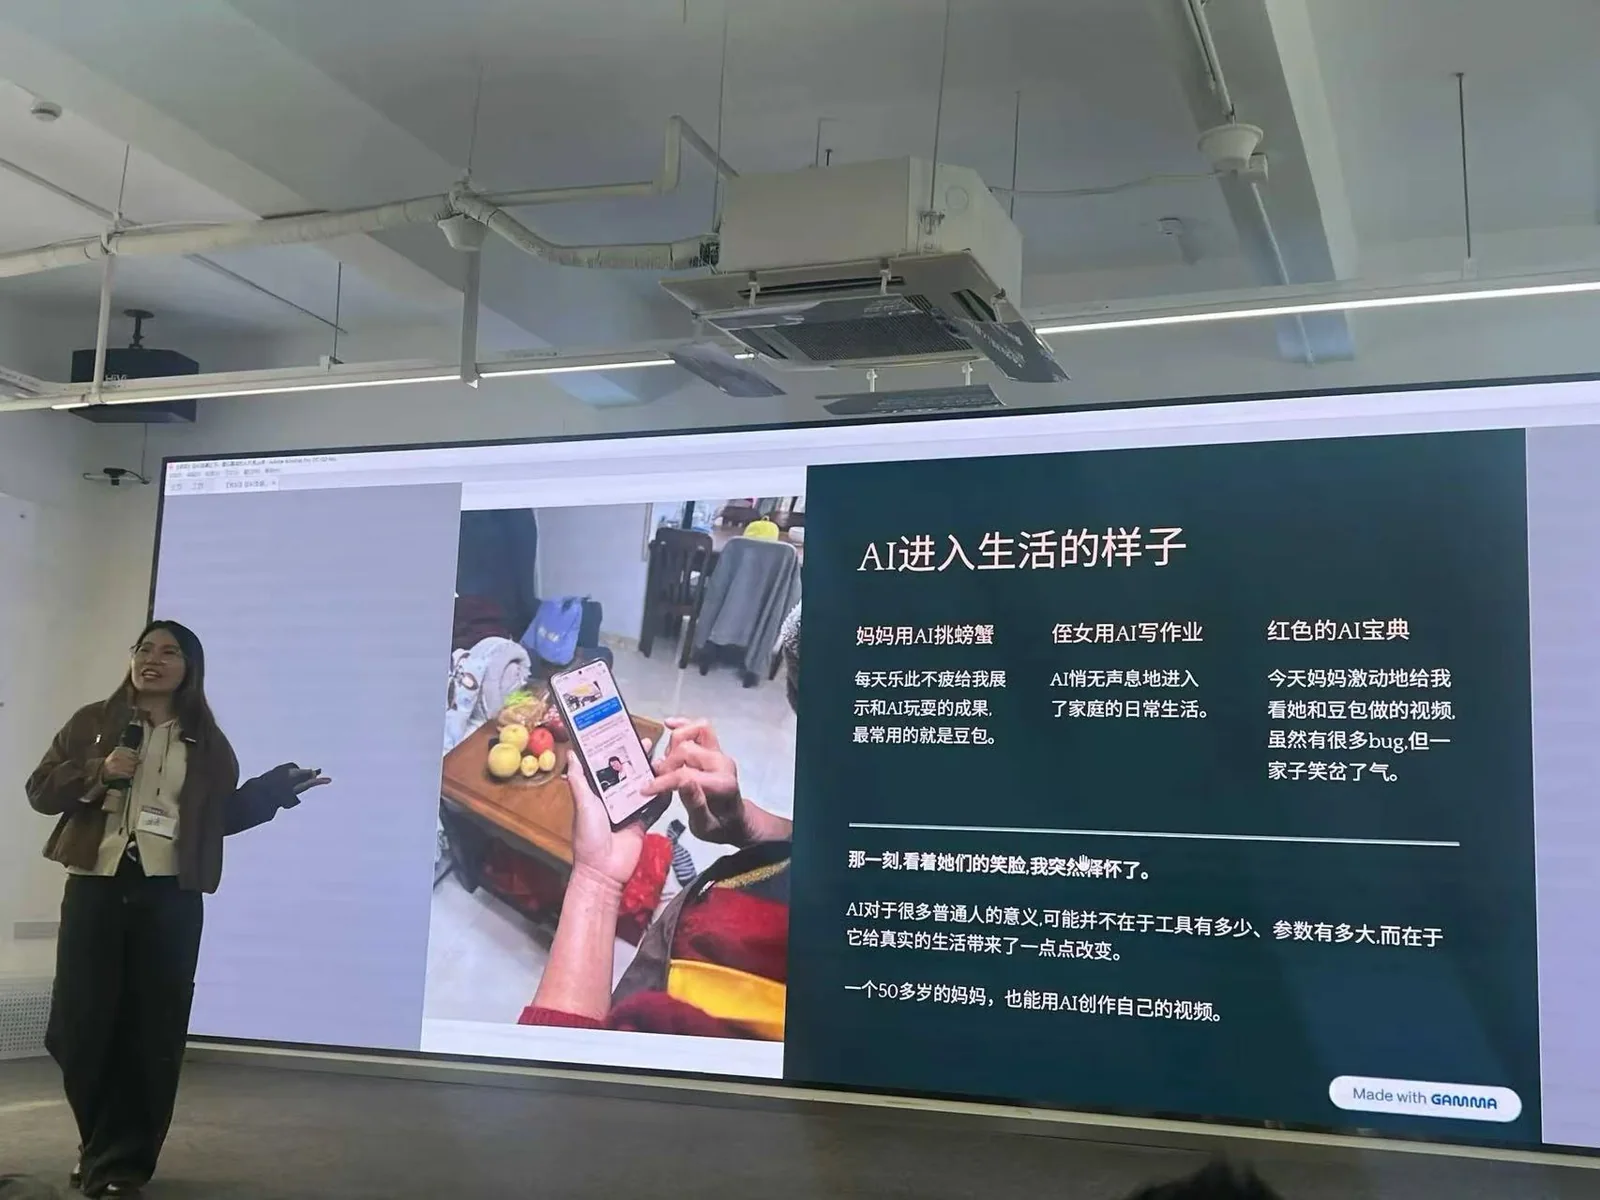 AI进入生活的样子
妈妈用AI挑螃蟹
每天乐此不疲给我展
示和AI玩耍的成果,
最常用的就是豆包。
侄女用AI写作业
AI悄无声息地进入
了家庭的日常生活。
红色的AI宝典
今天妈妈激动地给我
看她和豆包做的视频,
虽然有很多bug,但一
家子笑岔了气。
那一刻,看着她们的笑脸,我突然释怀了。
AI对于很多普通人的意义,可能并不在于工具有多少、参数有多大,而在于
它给真实的生活带来了一点点改变。
一个50多岁的妈妈，也能用AI创作自己的视频。
Made with GAMMA